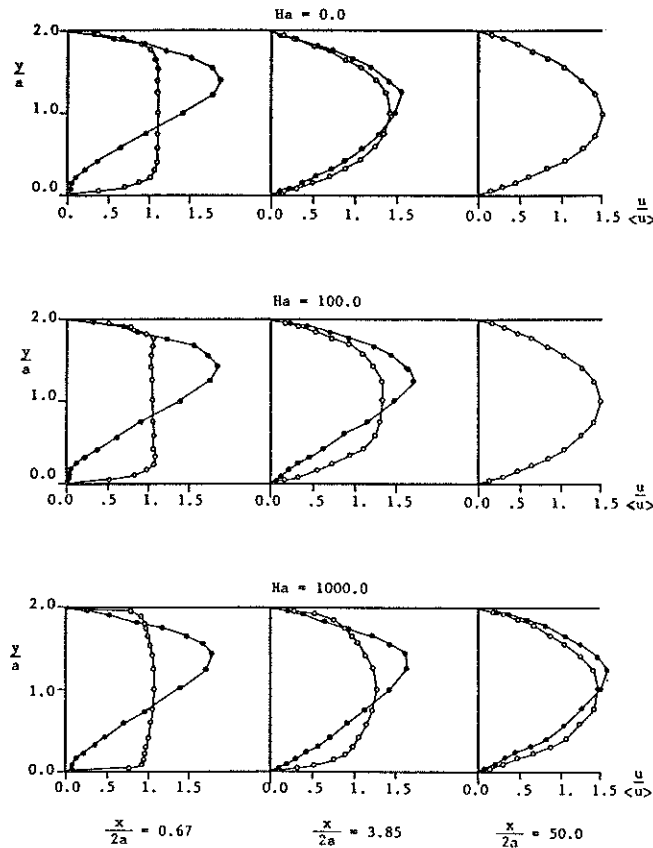 Ha = 0.0
2.0
y/a
1.0
0.0
0. .5 1. 1.5
0.0 .5 1. 1.5
0.0 .5 1. 1.5
u/<u>
Ha = 100.0
2.0
y/a
1.0
0.0
0. .5 1. 1.5
0.0 .5 1. 1.5
0.0 .5 1. 1.5
u/<u>
Ha = 1000.0
2.0
y/a
1.0
0.0
0. .5 1. 1.5
0. .5 1. 1.5
0.0 .5 1. 1.5
u/<u>
x/2a = 0.67
x/2a = 3.85
x/2a = 50.0